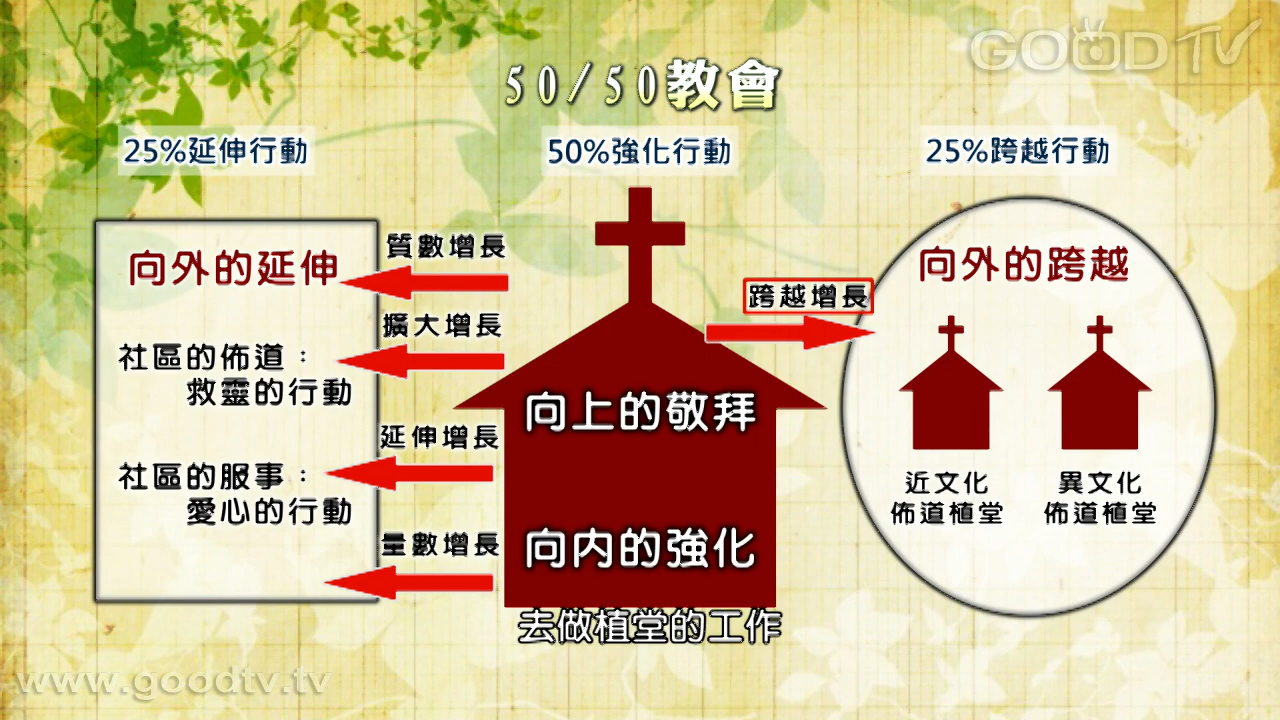 GOODTV
50/50教會
25%延伸行動
50%強化行動
25%跨越行動
向外的延伸
社區的佈道：
救靈的行動
社區的服事：
愛心的行動
質數增長
擴大增長
延伸增長
量數增長
向上的敬拜
向内的強化
去做植堂的工作
跨越增長
向外的跨越
近文化
佈道植堂
異文化
佈道植堂
www.goodtv.tv